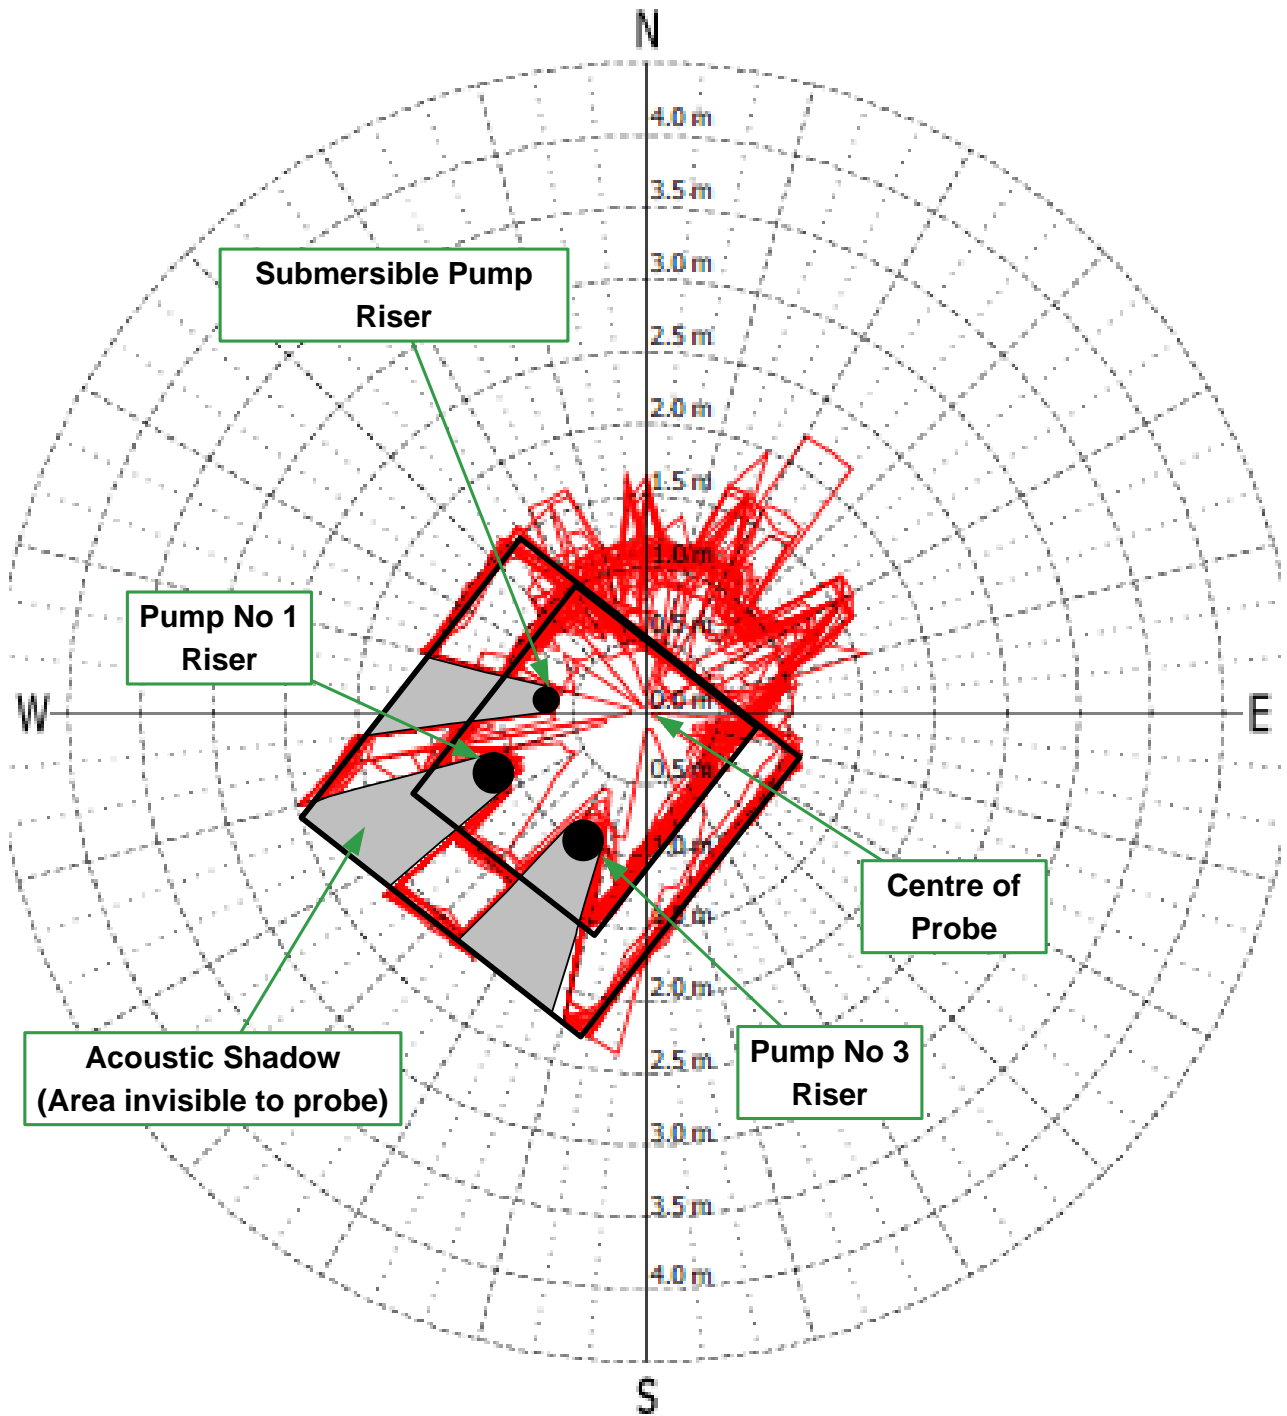 N
4.0 m
3.5 m
3.0 m
2.5 m
2.0 m
1.5 m
1.0 m
0.5 m
0.0 m
0.5 m
1.0 m
2.0 m
2.5 m
3.0 m
3.5 m
4.0 m
Submersible Pump
Riser
Pump No 1
Riser
W
E
Centre of
Probe
Pump No 3
Riser
Acoustic Shadow
(Area invisible to probe)
S